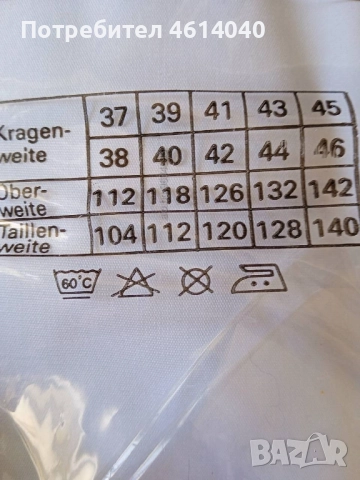 Потребител 4614040
Kragen- 37 39 41 43 45
weite 38 40 42 44 46
Ober-
weite 112 118 126 132 142
Taillen-
weite 104 112 120 128 140
60°C
BAZAR